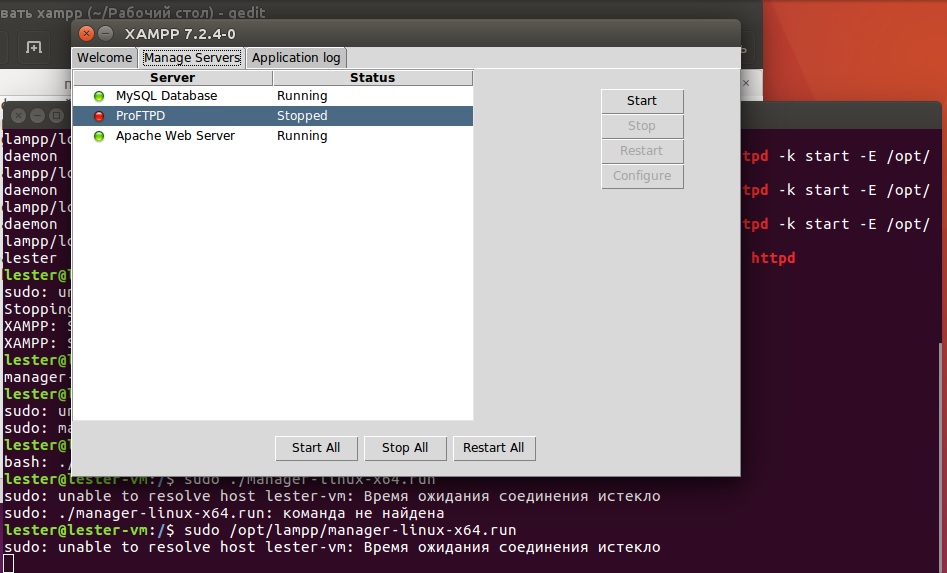 вать xampp (~/Рабочий стол) - gedit
XAMPP 7.2.4-0
Welcome
Manage Servers
Application log
Server Status
MySQL Database Running
ProFTPD Stopped
Apache Web Server Running
Start
Stop
Restart
Configure
Start All
Stop All
Restart All
lampp/lo
daemon tpd -k start -E /opt/
lampp/lo
daemon tpd -k start -E /opt/
lampp/lo
daemon tpd -k start -E /opt/
lampp/lo
lester httpd
lester@l
sudo: un
Stopping
XAMPP: S
XAMPP: S
lester@l
manager-
lester@l
sudo: un
sudo: ma
lester@l
bash: ./
lester@lester-vm:/$ sudo ./manager-linux-x64.run
sudo: unable to resolve host lester-vm: Время ожидания соединения истекло
sudo: ./manager-linux-x64.run: команда не найдена
lester@lester-vm:/$ sudo /opt/lampp/manager-linux-x64.run
sudo: unable to resolve host lester-vm: Время ожидания соединения истекло